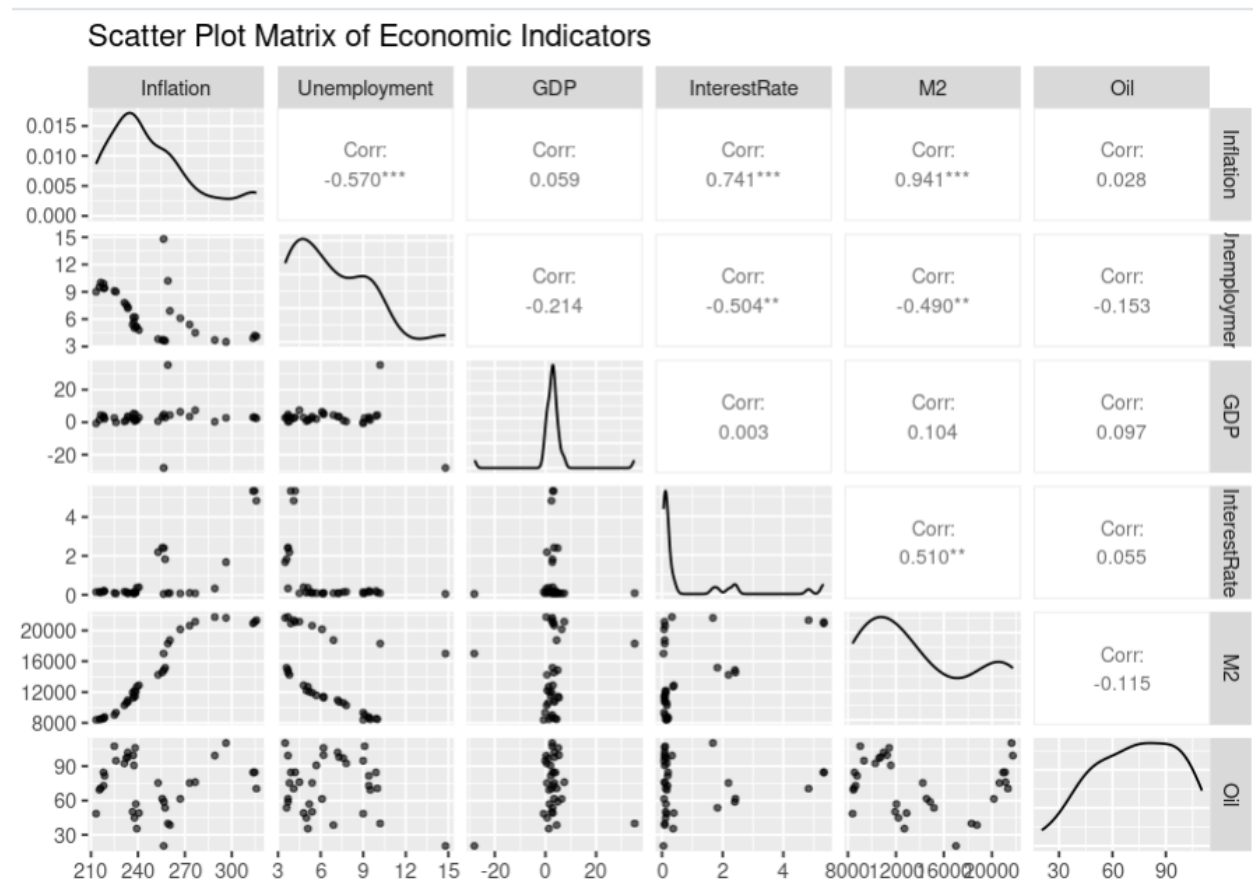 Scatter Plot Matrix of Economic Indicators
Inflation Unemployment GDP InterestRate M2 Oil
0.015
0.010
0.005
0.000
Corr:
-0.570***
Corr:
0.059
Corr:
0.741***
Corr:
0.941***
Corr:
0.028
Inflation
15
12
9
6
3
Corr:
-0.214
Corr:
-0.504**
Corr:
-0.490**
Corr:
-0.153
Unemploymen
20
0
-20
Corr:
0.003
Corr:
0.104
Corr:
0.097
GDP
4
2
0
Corr:
0.510**
Corr:
0.055
InterestRate
20000
16000
12000
8000
Corr:
-0.115
M2
90
60
30
Oil
210 240 270 300 3 6 9 12 15 -20 0 20 0 2 4 8000 12000 16000 20000 30 60 90